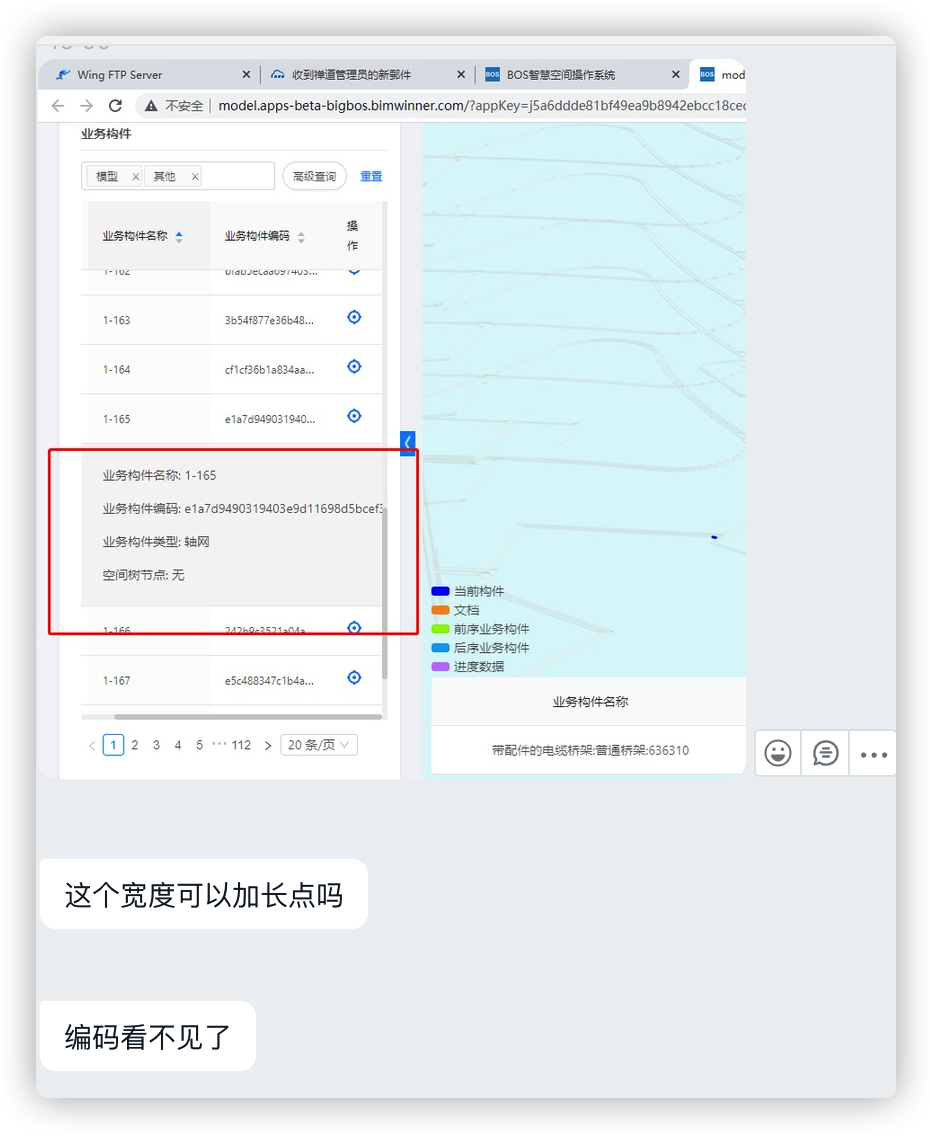 Wing FTP Server
收到禅道管理员的新邮件
BOS
BOS智慧空间操作系统
BOS
mod
不安全
model.apps-beta-bigbos.bimwinner.com/?appKey=j5a6ddde81bf49ea9b8942ebcc18cec
业务构件
模型 x 其他 x 高级查询 重置
业务构件名称 业务构件编码 操作
1-162
1-163 3b54f877e36b48...
1-164 cf1cf36b1a834aa...
1-165 e1a7d949031940...
业务构件名称: 1-165
业务构件编码: e1a7d9490319403e9d11698d5bcef3
业务构件类型: 轴网
空间树节点: 无
1-166 242b9c3521a04a...
1-167 e5c488347c1b4a...
< 1 2 3 4 5 ··· 112 > 20 条/页
当前构件
文档
前序业务构件
后序业务构件
进度数据
业务构件名称
带配件的电缆桥架:普通桥架:636310
这个宽度可以加长点吗
编码看不见了